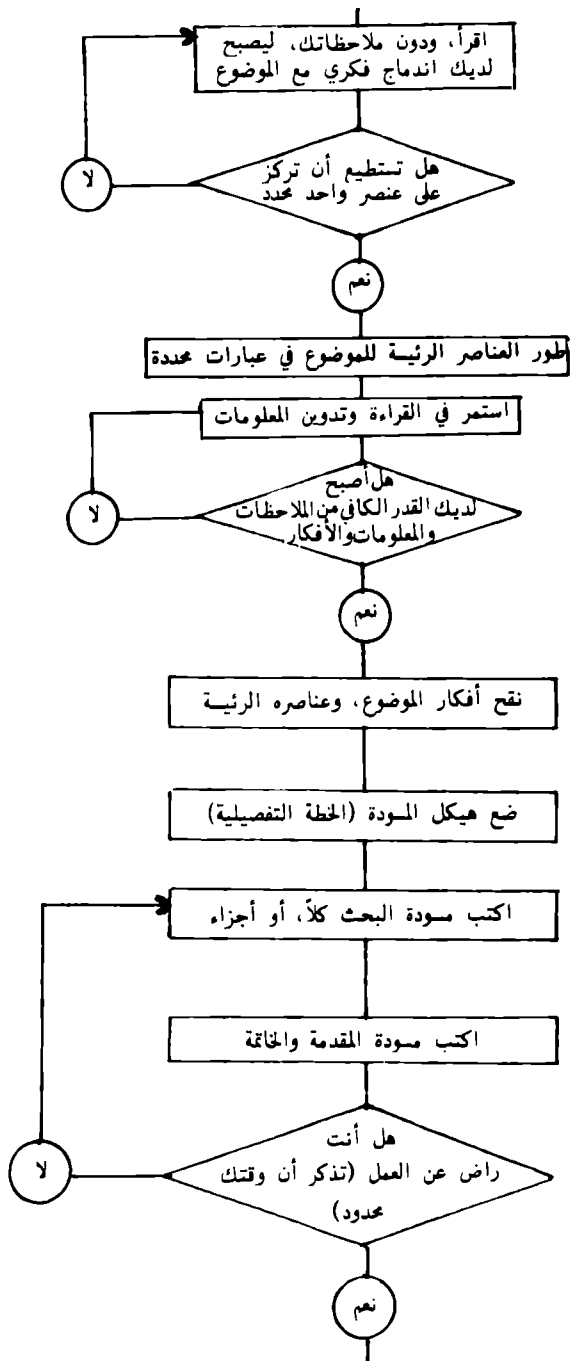 اقرأ، ودون ملاحظاتك، ليصبح
لديك اندماج فكري مع الموضوع
هل تستطيع أن تركز
على عنصر واحد محدد
لا
نعم
طور العناصر الرئيسة للموضوع في عبارات محددة
استمر في القراءة وتدوين المعلومات
هل أصبح
لديك القدر الكافي من الملاحظات
والمعلومات والأفكار
لا
نعم
نقح أفكار الموضوع، وعناصره الرئيسة
ضع هيكل المسودة (الخطة التفصيلية)
اكتب مسودة البحث كلاً، أو أجزاء
اكتب مسودة المقدمة والخاتمة
هل أنت
راض عن العمل (تذكر أن وقتك
محدود)
لا
نعم